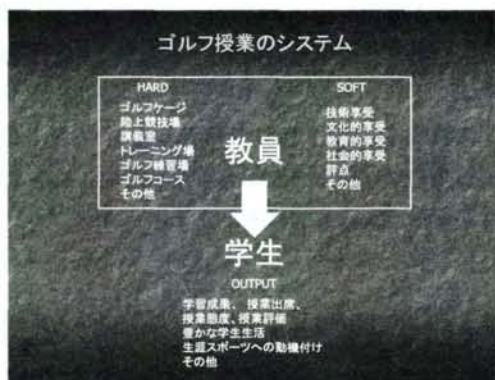 ゴルフ授業のシステム
HARD
ゴルフケージ
陸上競技場
講義室
トレーニング場
ゴルフ練習場
ゴルフコース
その他
教員
SOFT
技術享受
文化的享受
教育的享受
社会的享受
評点
その他
学生
OUTPUT
学習成果、授業出席、
授業態度、授業評価
豊かな学生生活
生涯スポーツへの動機付け
その他